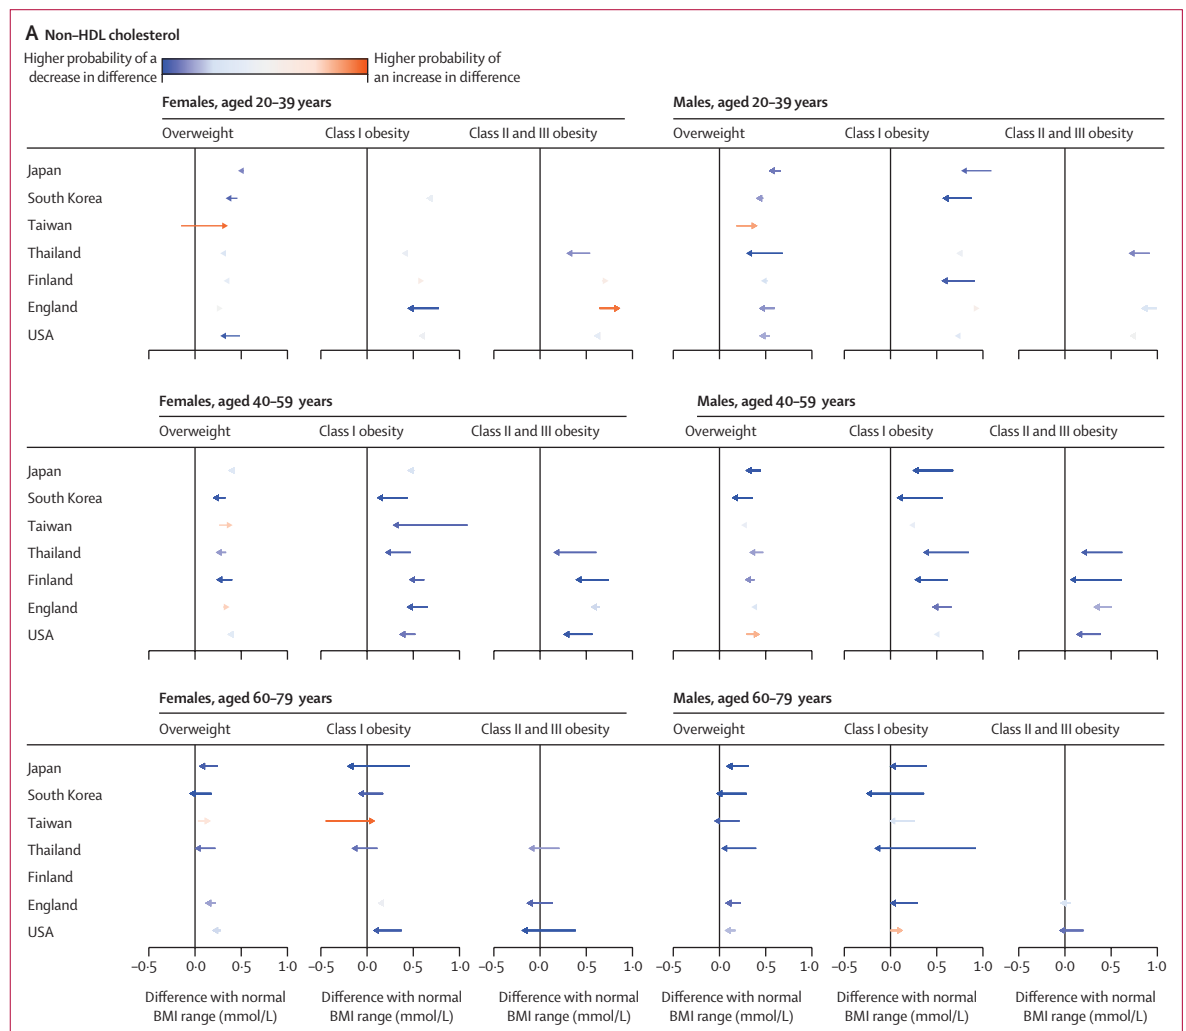 A Non–HDL cholesterol
Higher probability of a
decrease in difference
Higher probability of
an increase in difference
Females, aged 20–39 years
Males, aged 20–39 years
Overweight
Class I obesity
Class II and III obesity
Overweight
Class I obesity
Class II and III obesity
Japan
South Korea
Taiwan
Thailand
Finland
England
USA
Females, aged 40–59 years
Males, aged 40–59 years
Overweight
Class I obesity
Class II and III obesity
Overweight
Class I obesity
Class II and III obesity
Japan
South Korea
Taiwan
Thailand
Finland
England
USA
Females, aged 60–79 years
Males, aged 60–79 years
Overweight
Class I obesity
Class II and III obesity
Overweight
Class I obesity
Class II and III obesity
Japan
South Korea
Taiwan
Thailand
Finland
England
USA
–0·5 0·0 0·5 1·0 –0·5 0·0 0·5 1·0 –0·5 0·0 0·5 1·0 –0·5 0·0 0·5 1·0 –0·5 0·0 0·5 1·0 –0·5 0·0 0·5 1·0
Difference with normal
BMI range (mmol/L)
Difference with normal
BMI range (mmol/L)
Difference with normal
BMI range (mmol/L)
Difference with normal
BMI range (mmol/L)
Difference with normal
BMI range (mmol/L)
Difference with normal
BMI range (mmol/L)